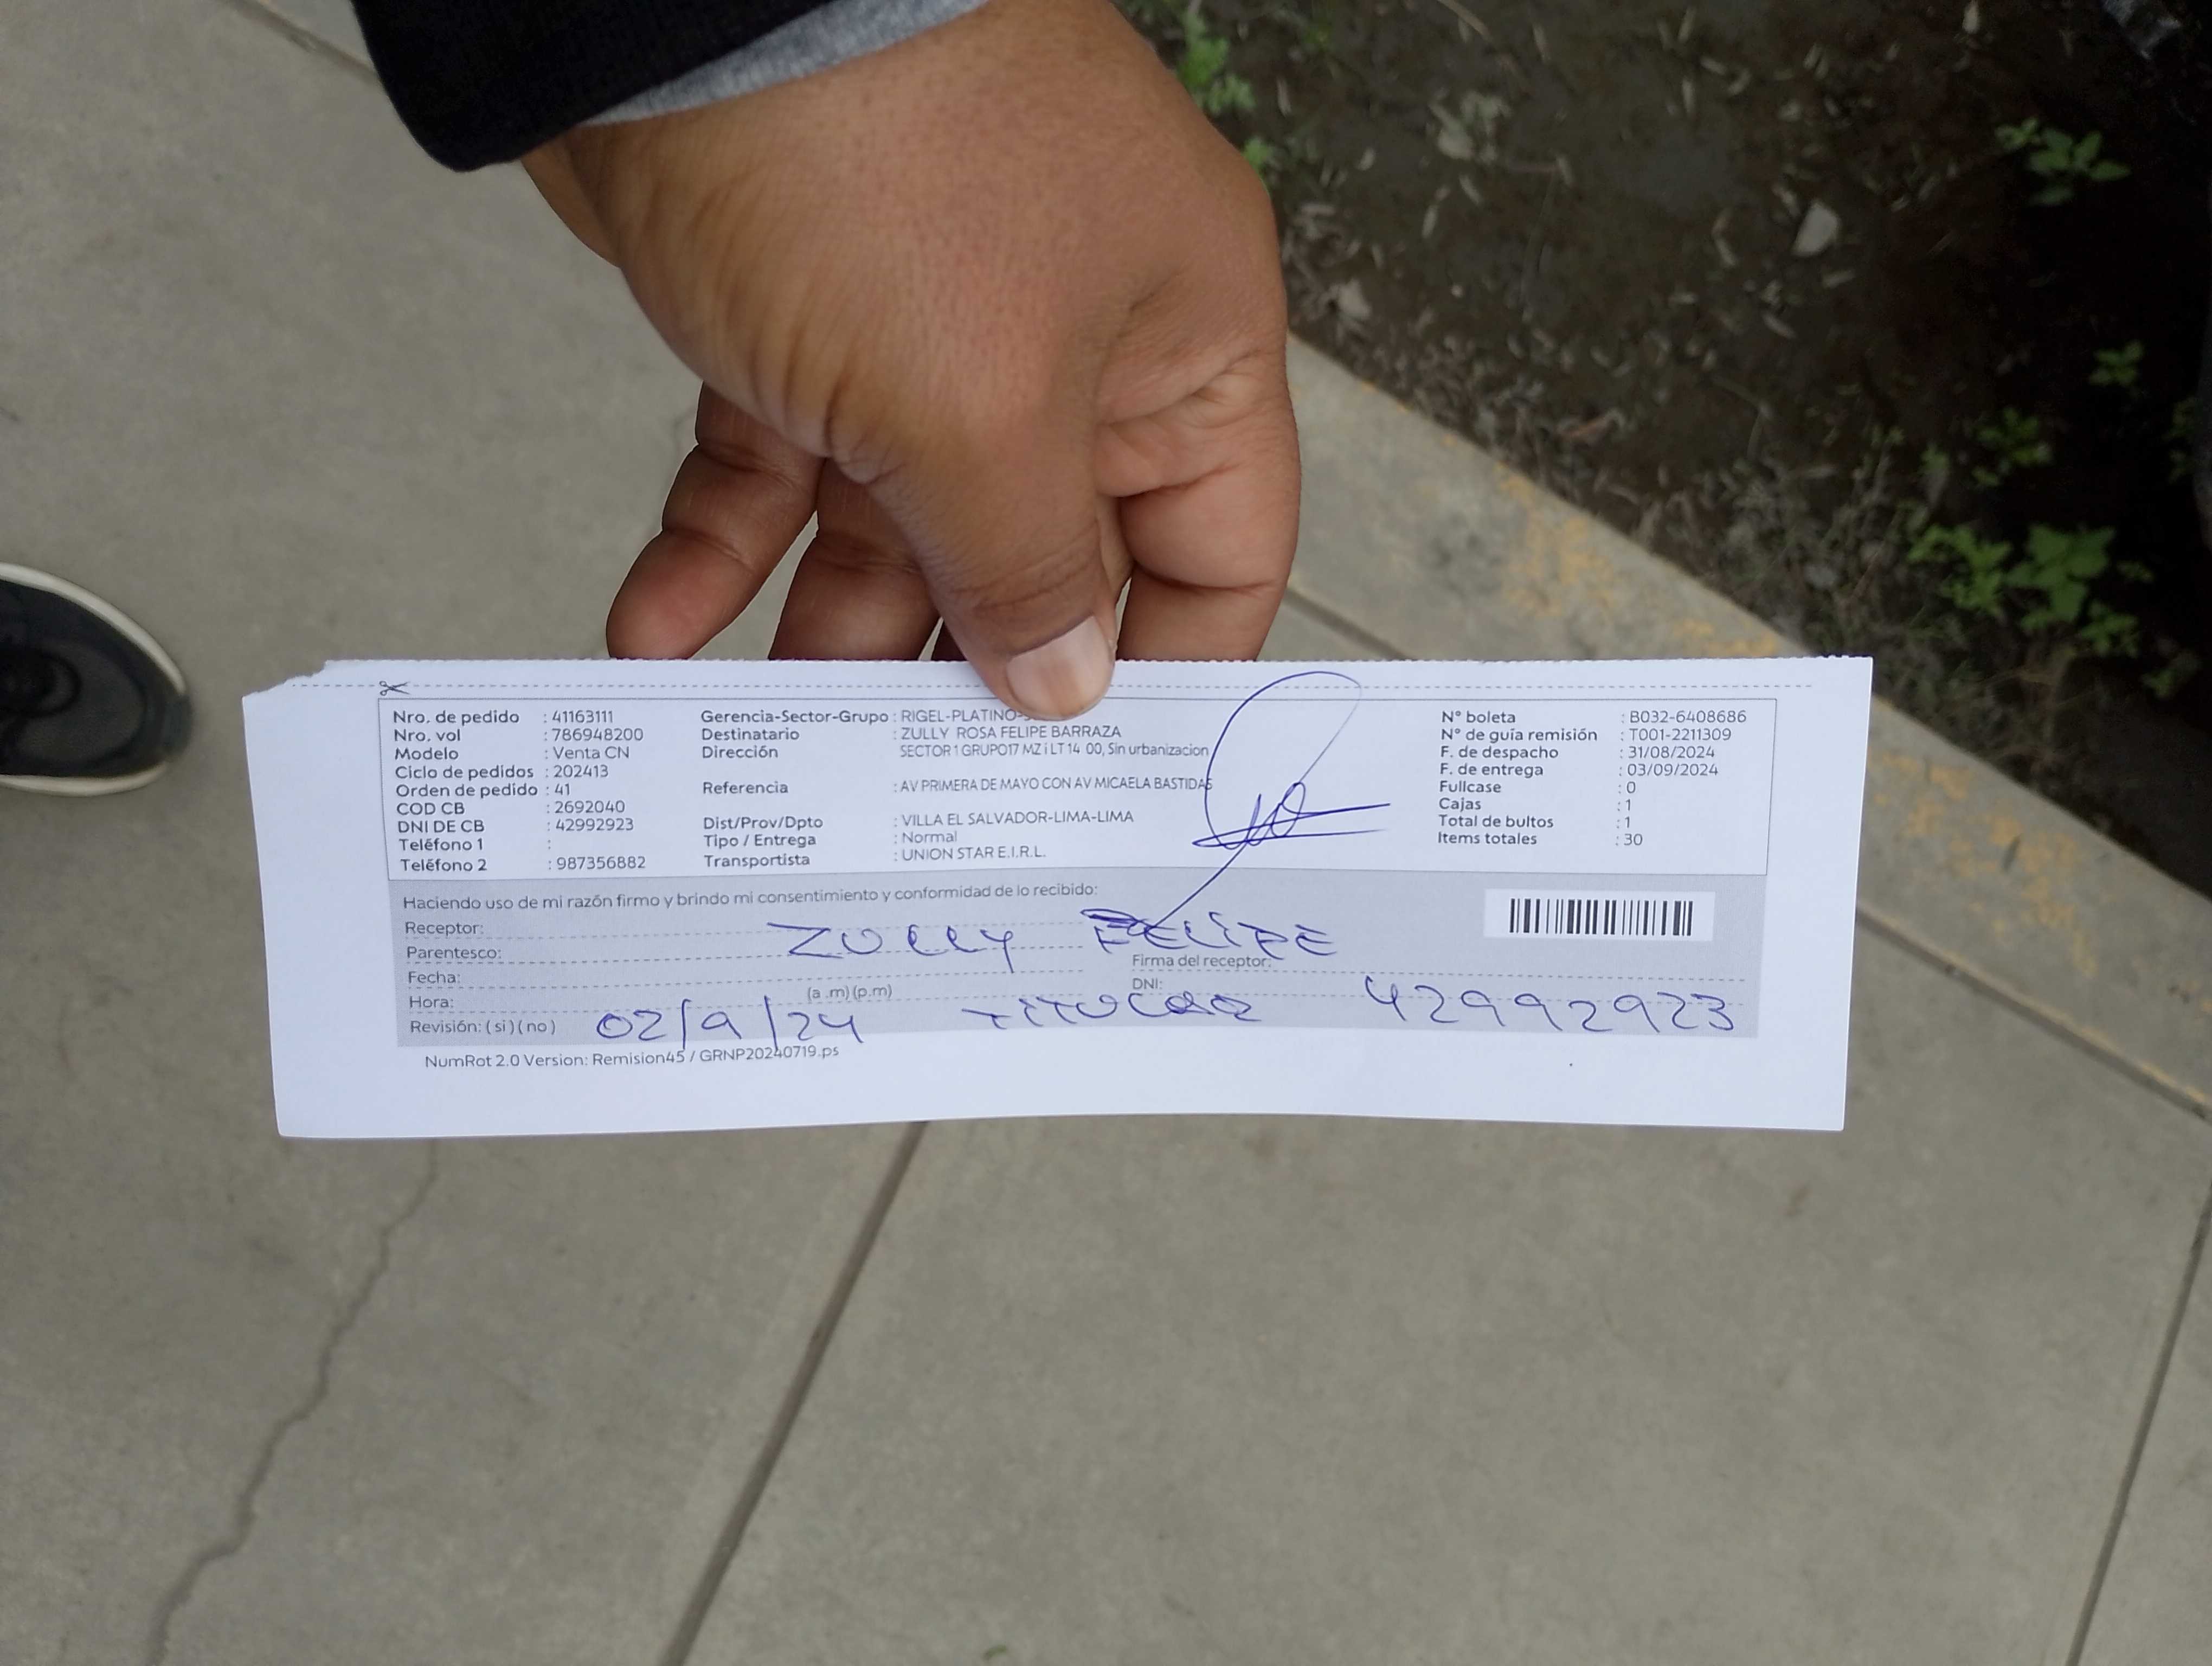 Nro. de pedido : 41163111
Nro. vol : 786948200
Modelo : Venta CN
Ciclo de pedidos : 202413
Orden de pedido : 41
COD CB : 2692040
DNI DE CB : 42992923
Teléfono 1 :
Teléfono 2 : 987356882
Gerencia-Sector-Grupo : RIGEL-PLATINO-
Destinatario : ZULLY ROSA FELIPE BARRAZA
Dirección SECTOR 1 GRUPO17 MZ i LT 14 00, Sin urbanizacion
Referencia : AV PRIMERA DE MAYO CON AV MICAELA BASTIDAS
Dist/Prov/Dpto : VILLA EL SALVADOR-LIMA-LIMA
Tipo / Entrega : Normal
Transportista : UNION STAR E.I.R.L.
N° boleta : B032-6408686
N° de guía remisión : T001-2211309
F. de despacho : 31/08/2024
F. de entrega : 03/09/2024
Fullcase : 0
Cajas : 1
Total de bultos : 1
Items totales : 30
Haciendo uso de mi razón firmo y brindo mi consentimiento y conformidad de lo recibido:
Receptor: ZULLY FELIPE
Parentesco:
Firma del receptor:
Fecha:
DNI:
Hora: (a .m) (p.m)
Revisión: ( si ) ( no ) 02/9/24 TITULAR 42992923
NumRot 2.0 Version: Remision45 / GRNP20240719.ps